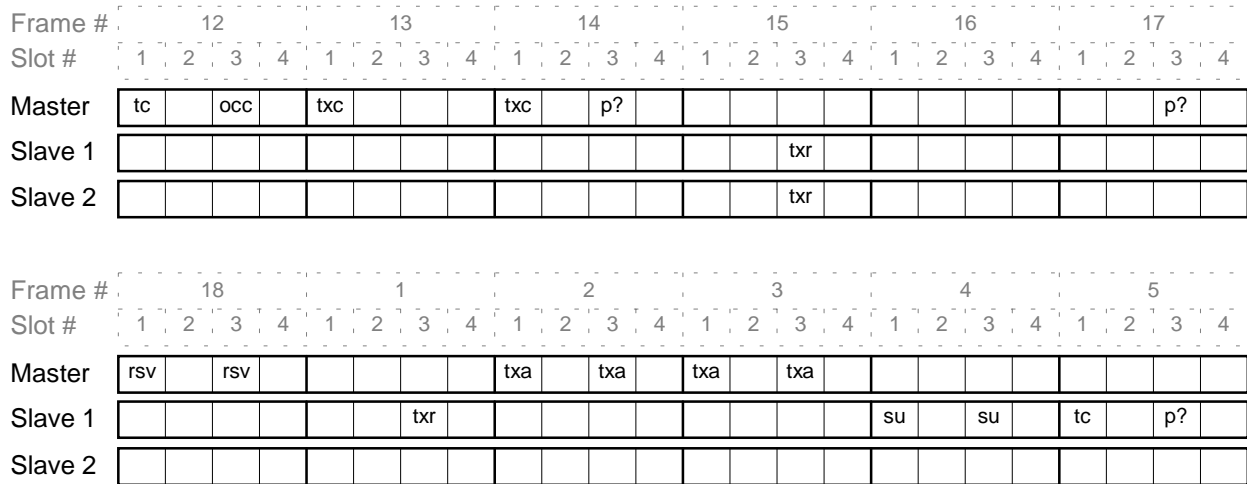 Frame # 12 13 14 15 16 17
Slot # 1 2 3 4 1 2 3 4 1 2 3 4 1 2 3 4 1 2 3 4 1 2 3 4
Master tc occ txc txc p? p?
Slave 1 txr
Slave 2 txr
Frame # 18 1 2 3 4 5
Slot # 1 2 3 4 1 2 3 4 1 2 3 4 1 2 3 4 1 2 3 4 1 2 3 4
Master rsv rsv txa txa txa txa
Slave 1 txr su su tc p?
Slave 2